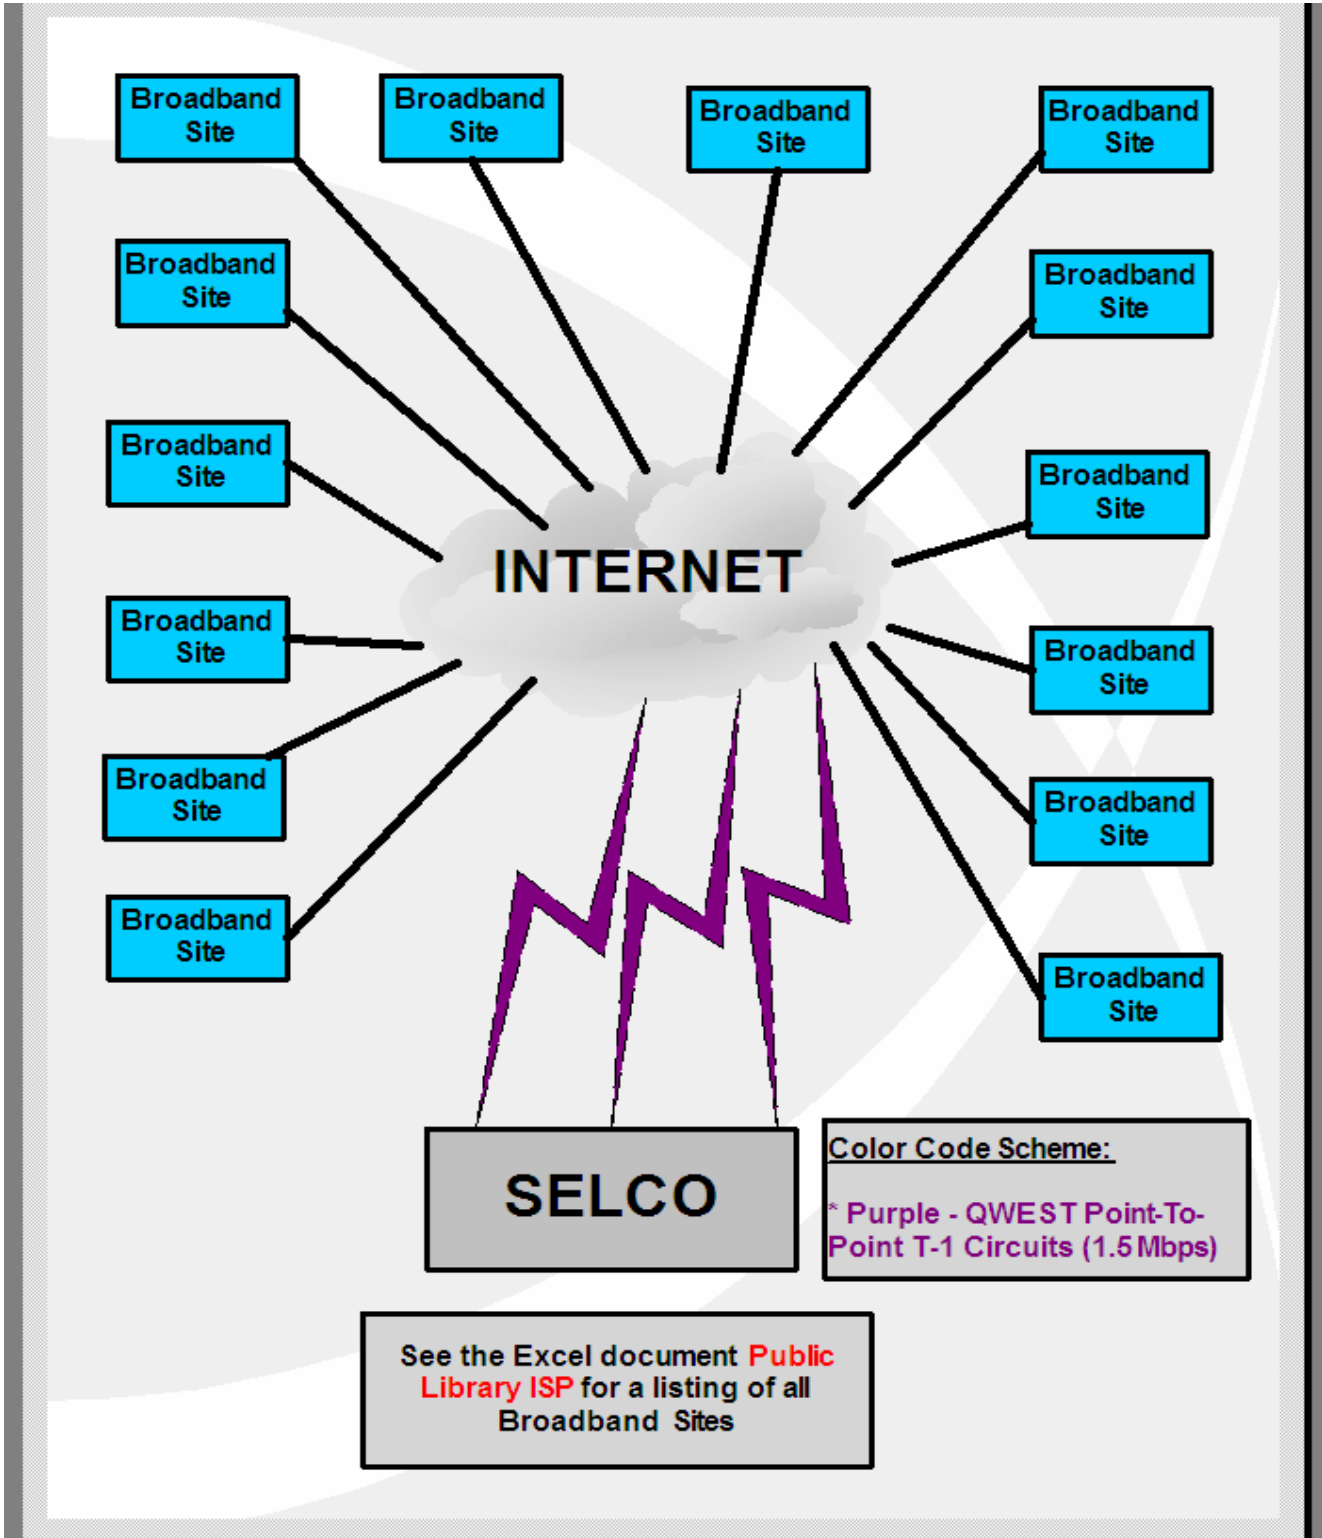 Broadband
Site
Broadband
Site
Broadband
Site
Broadband
Site
Broadband
Site
Broadband
Site
Broadband
Site
Broadband
Site
INTERNET
Broadband
Site
Broadband
Site
Broadband
Site
Broadband
Site
Broadband
Site
Broadband
Site
Broadband
Site
SELCO
Color Code Scheme:
* Purple - QWEST Point-To-
Point T-1 Circuits (1.5 Mbps)
See the Excel document Public
Library ISP for a listing of all
Broadband Sites